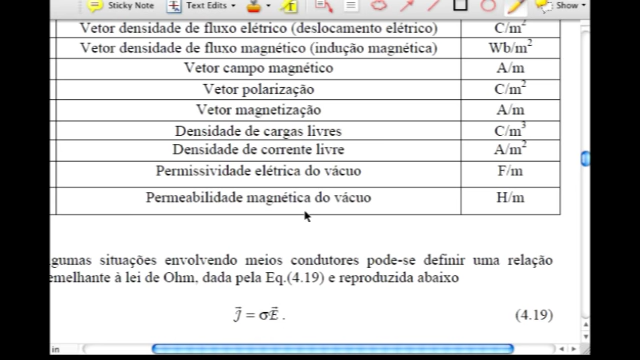 Sticky Note Text Edits Show
Vetor densidade de fluxo elétrico (deslocamento elétrico) C/m²
Vetor densidade de fluxo magnético (indução magnética) Wb/m²
Vetor campo magnético A/m
Vetor polarização C/m²
Vetor magnetização A/m
Densidade de cargas livres C/m³
Densidade de corrente livre A/m²
Permissividade elétrica do vácuo F/m
Permeabilidade magnética do vácuo H/m
gumas situações envolvendo meios condutores pode-se definir uma relação
emelhante à lei de Ohm, dada pela Eq.(4.19) e reproduzida abaixo
J⃗ = σE⃗ . (4.19)
in